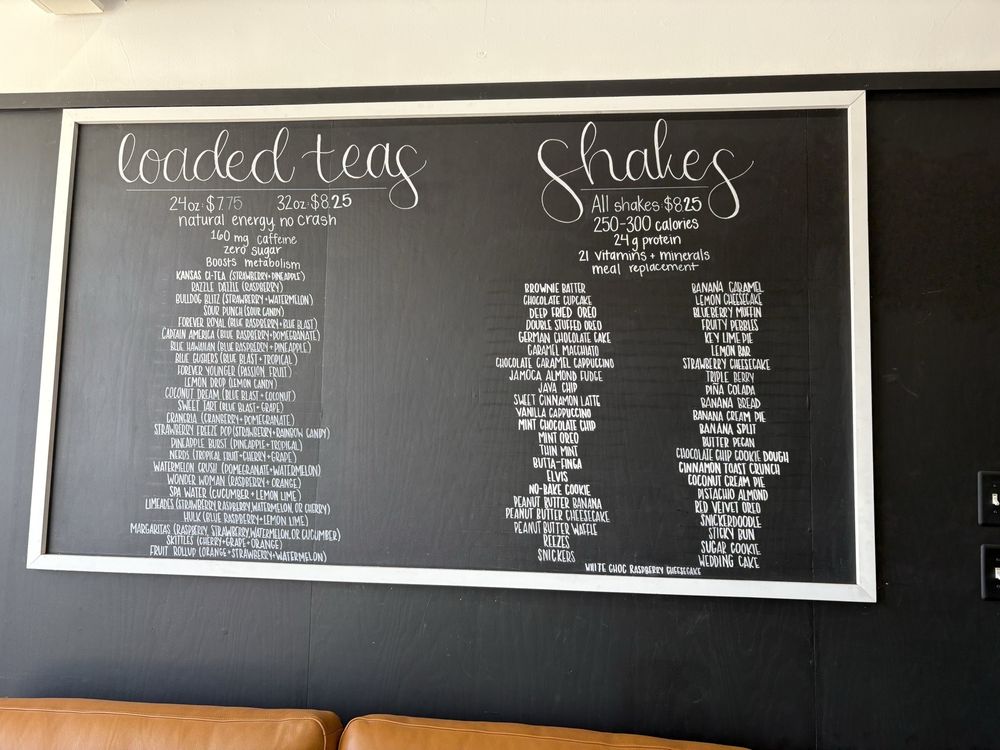 loaded teas
24oz: $7.75 32oz: $8.25
natural energy, no crash
160 mg caffeine
zero sugar
Boosts metabolism
KANSAS CI-TEA (STRAWBERRY+PINEAPPLE)
RAZZLE DAZZLE (RASPBERRY)
BULLDOG BLITZ (STRAWBERRY+WATERMELON)
SOUR PUNCH (SOUR CANDY)
FOREVER ROYAL (BLUE RASPBERRY+BLUE BLAST)
CAPTAIN AMERICA (BLUE RASPBERRY+POMEGRANATE)
BLUE HAWAIIAN (BLUE RASPBERRY+PINEAPPLE)
BLUE GUSHERS (BLUE BLAST+TROPICAL)
FOREVER YOUNGER (PASSION FRUIT)
LEMON DROP (LEMON CANDY)
COCONUT DREAM (BLUE BLAST+COCONUT)
SWEET TART (BLUE BLAST+GRAPE)
CRANERGIA (CRANBERRY+POMEGRANATE)
STRAWBERRY FREEZE POP (STRAWBERRY+RAINBOW CANDY)
PINEAPPLE BURST (PINEAPPLE+TROPICAL)
NERDS (TROPICAL FRUIT+CHERRY+GRAPE)
WATERMELON CRUSH (POMEGRANATE+WATERMELON)
WONDER WOMAN (RASPBERRY+ORANGE)
SPA WATER (CUCUMBER+LEMON LIME)
LIMEADES (STRAWBERRY, RASPBERRY, WATERMELON, OR CHERRY)
HULK (BLUE RASPBERRY+LEMON LIME)
MARGARITAS (RASPBERRY, STRAWBERRY, WATERMELON, OR CUCUMBER)
SKITTLES (CHERRY+GRAPE+ORANGE)
FRUIT ROLLUP (ORANGE+STRAWBERRY+WATERMELON)
shakes
All shakes: $8.25
250-300 calories
24g protein
21 vitamins + minerals
meal replacement
BROWNIE BATTER
CHOCOLATE CUPCAKE
DEEP FRIED OREO
DOUBLE STUFFED OREO
GERMAN CHOCOLATE CAKE
CARAMEL MACCHIATO
CHOCOLATE CARAMEL CAPPUCCINO
JAMOCA ALMOND FUDGE
JAVA CHIP
SWEET CINNAMON LATTE
VANILLA CAPPUCCINO
MINT CHOCOLATE CHIP
MINT OREO
THIN MINT
BUTTA-FINGA
ELVIS
NO-BAKE COOKIE
PEANUT BUTTER BANANA
PEANUT BUTTER CHEESECAKE
PEANUT BUTTER WAFFLE
REEZES
SNICKERS
BANANA CARAMEL
LEMON CHEESECAKE
BLUEBERRY MUFFIN
FRUITY PEBBLES
KEY LIME PIE
LEMON BAR
STRAWBERRY CHEESECAKE
TRIPLE BERRY
PIÑA COLADA
BANANA BREAD
BANANA CREAM PIE
BANANA SPLIT
BUTTER PECAN
CHOCOLATE CHIP COOKIE DOUGH
CINNAMON TOAST CRUNCH
COCONUT CREAM PIE
PISTACHIO ALMOND
RED VELVET OREO
SNICKERDOODLE
STICKY BUN
SUGAR COOKIE
WEDDING CAKE
WHITE CHOC RASPBERRY CHEESECAKE